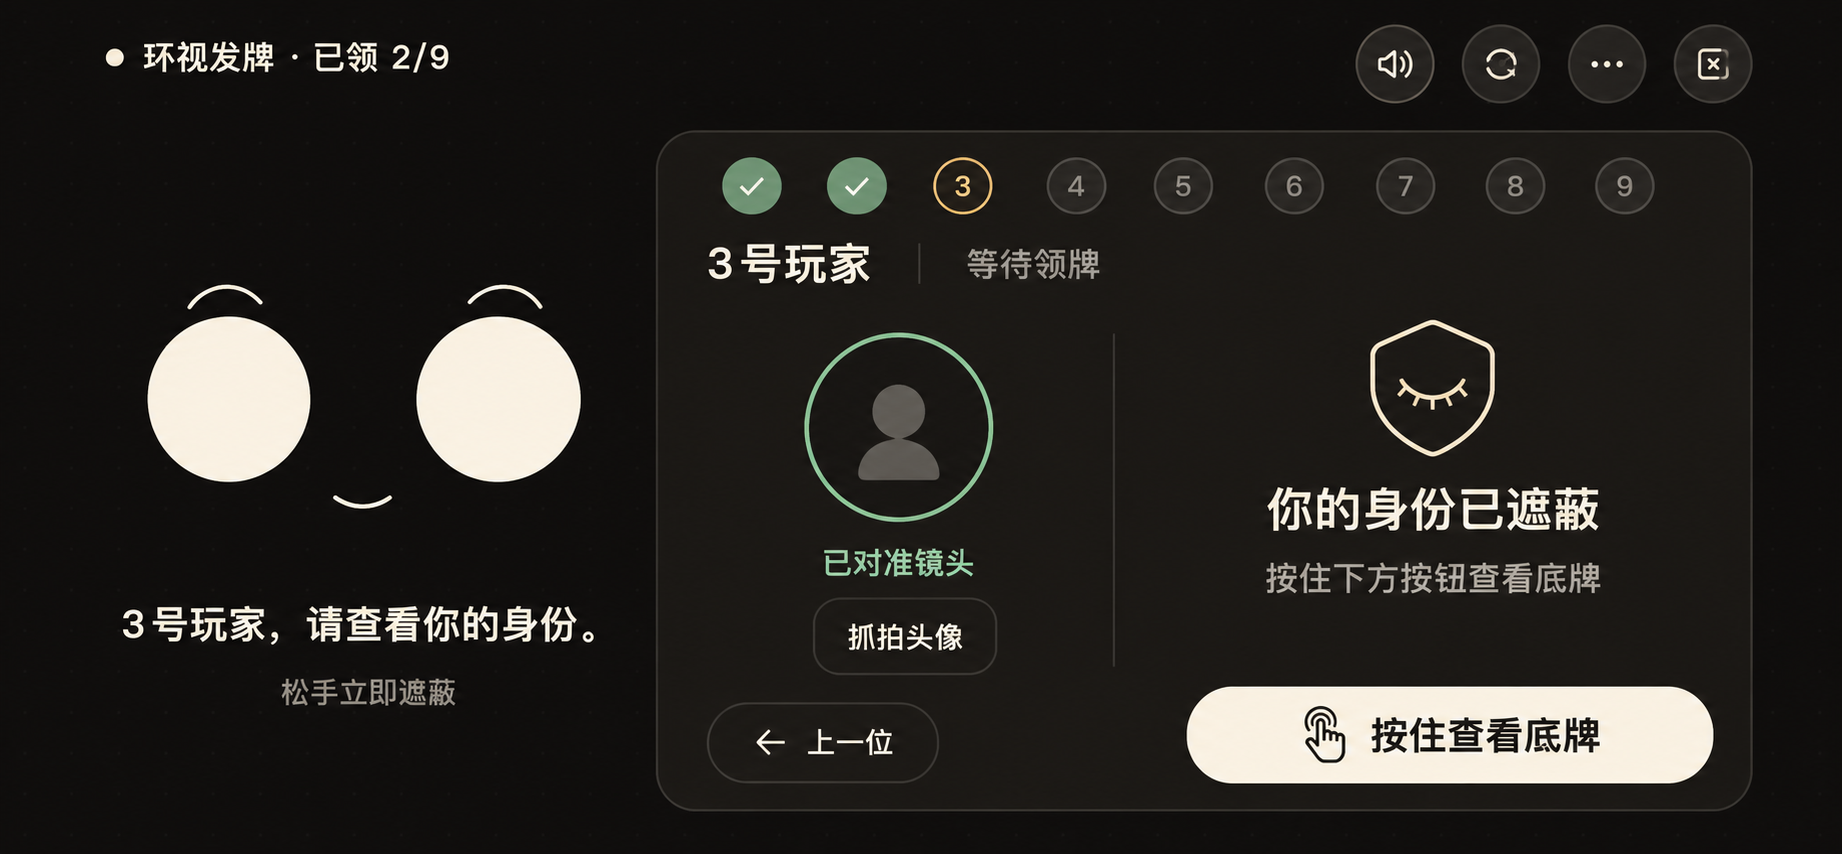 环视发牌 · 已领 2/9
3 4 5 6 7 8 9
3号玩家
等待领牌
已对准镜头
抓拍头像
上一位
你的身份已遮蔽
按住下方按钮查看底牌
按住查看底牌
3号玩家，请查看你的身份。
松手立即遮蔽